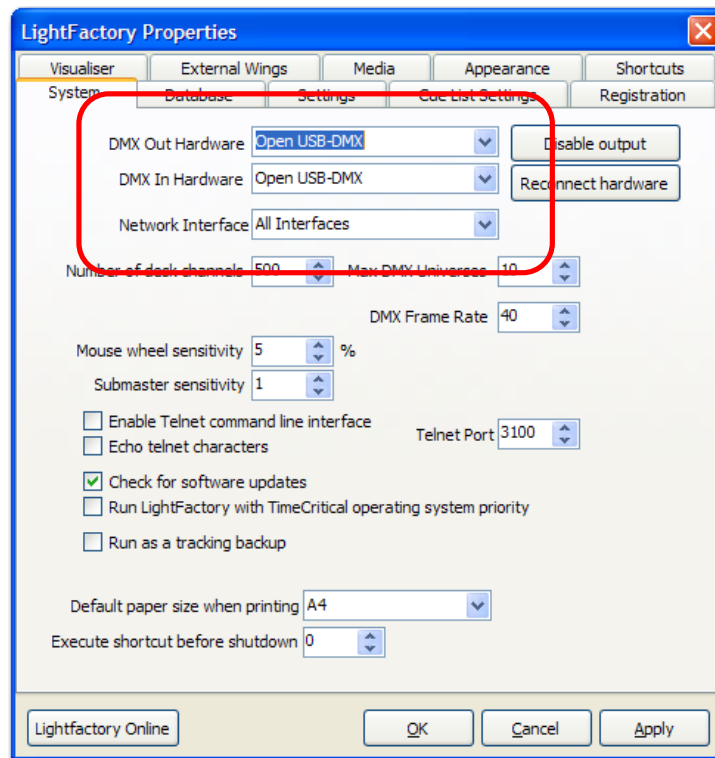 LightFactory Properties
Visualiser External Wings Media Appearance Shortcuts
System Database Settings Cue List Settings Registration
DMX Out Hardware Open USB-DMX Disable output
DMX In Hardware Open USB-DMX Reconnect hardware
Network Interface All Interfaces
Number of desk channels 500 Max DMX Universes 10
DMX Frame Rate 40
Mouse wheel sensitivity 5 %
Submaster sensitivity 1
Enable Telnet command line interface
Telnet Port 3100
Echo telnet characters
Check for software updates
Run LightFactory with TimeCritical operating system priority
Run as a tracking backup
Default paper size when printing A4
Execute shortcut before shutdown 0
Lightfactory Online OK Cancel Apply